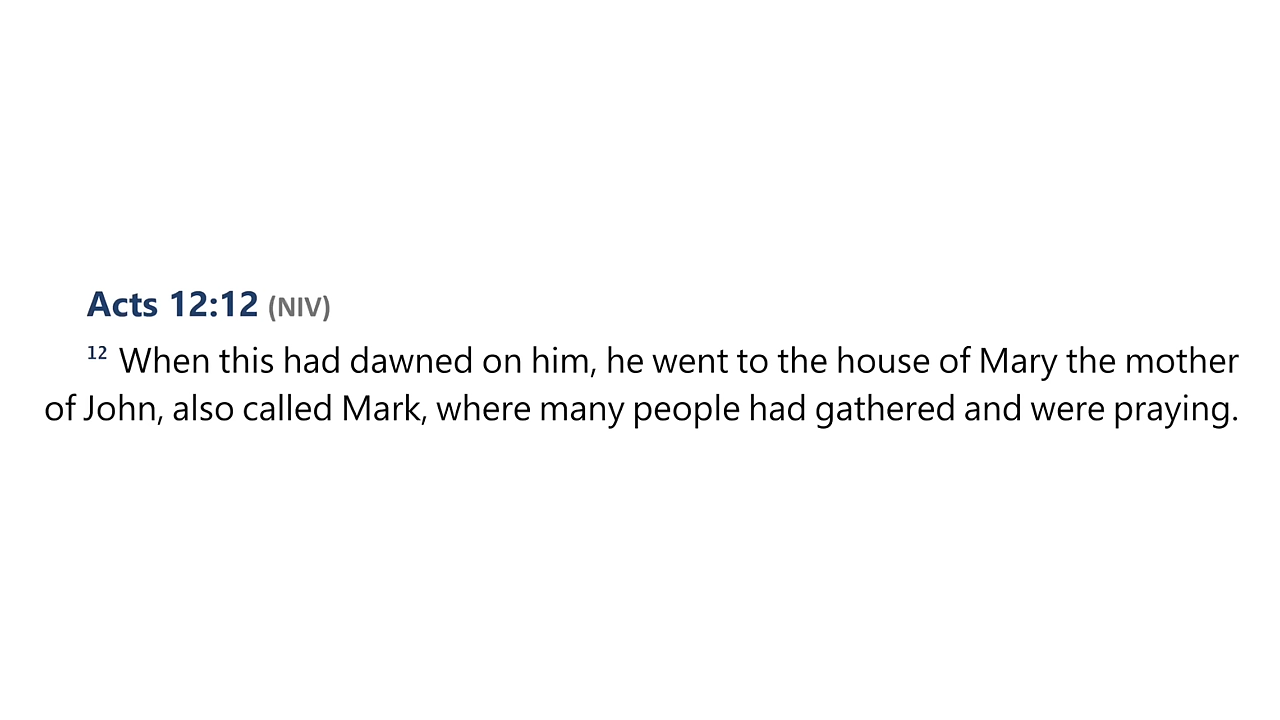 Acts 12:12 (NIV)
12 When this had dawned on him, he went to the house of Mary the mother
of John, also called Mark, where many people had gathered and were praying.